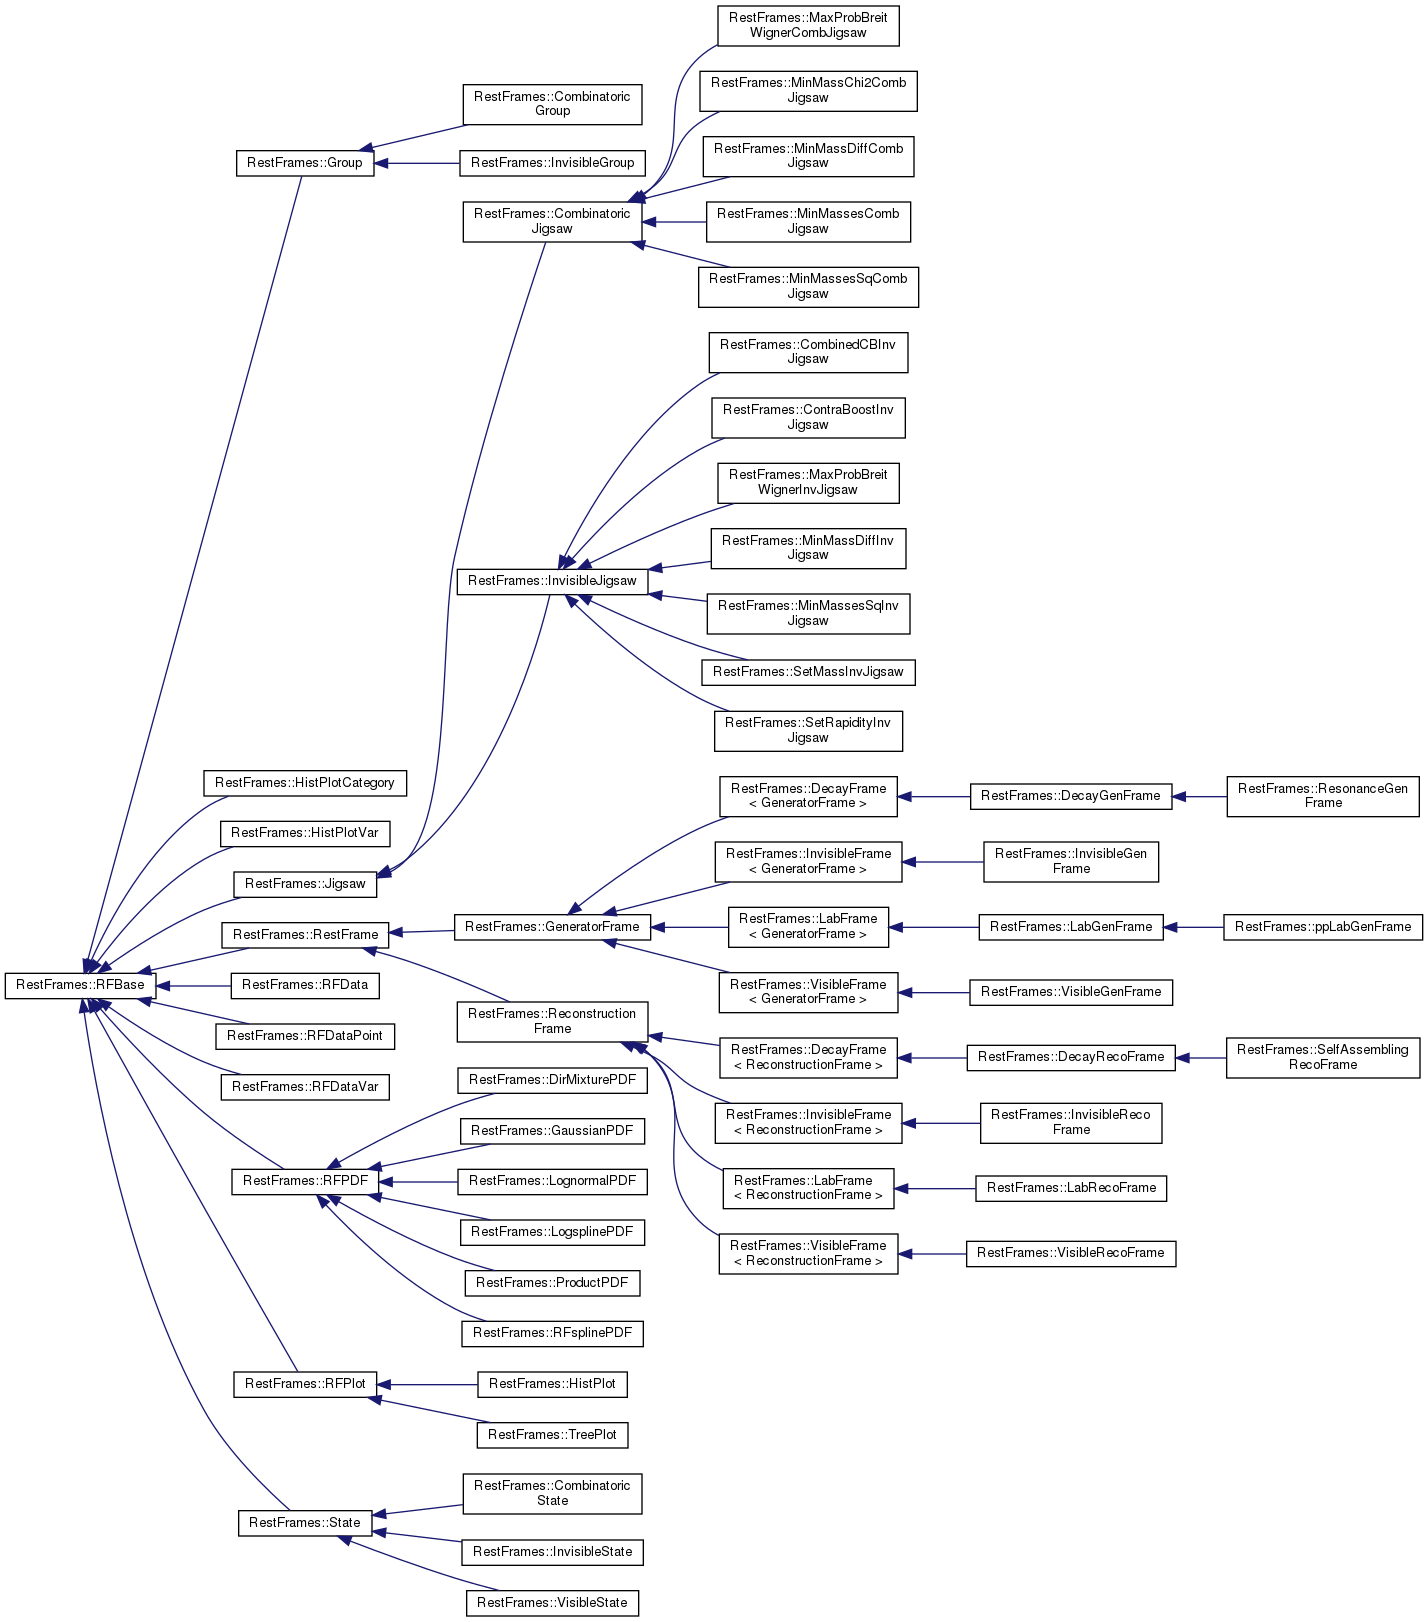 RestFrames::MaxProbBreit
WignerCombJigsaw
RestFrames::MinMassChi2Comb
Jigsaw
RestFrames::Combinatoric
Group
RestFrames::MinMassDiffComb
Jigsaw
RestFrames::Group
RestFrames::InvisibleGroup
RestFrames::Combinatoric
Jigsaw
RestFrames::MinMassesComb
Jigsaw
RestFrames::MinMassesSqComb
Jigsaw
RestFrames::CombinedCBInv
Jigsaw
RestFrames::ContraBoostInv
Jigsaw
RestFrames::MaxProbBreit
WignerInvJigsaw
RestFrames::MinMassDiffInv
Jigsaw
RestFrames::InvisibleJigsaw
RestFrames::MinMassesSqInv
Jigsaw
RestFrames::SetMassInvJigsaw
RestFrames::SetRapidityInv
Jigsaw
RestFrames::HistPlotCategory
RestFrames::DecayFrame
< GeneratorFrame >
RestFrames::DecayGenFrame
RestFrames::ResonanceGen
Frame
RestFrames::HistPlotVar
RestFrames::InvisibleFrame
< GeneratorFrame >
RestFrames::InvisibleGen
Frame
RestFrames::Jigsaw
RestFrames::RestFrame
RestFrames::GeneratorFrame
RestFrames::LabFrame
< GeneratorFrame >
RestFrames::LabGenFrame
RestFrames::ppLabGenFrame
RestFrames::RFBase
RestFrames::RFData
RestFrames::VisibleFrame
< GeneratorFrame >
RestFrames::VisibleGenFrame
RestFrames::Reconstruction
Frame
RestFrames::RFDataPoint
RestFrames::DecayFrame
< ReconstructionFrame >
RestFrames::DecayRecoFrame
RestFrames::SelfAssembling
RecoFrame
RestFrames::RFDataVar
RestFrames::DirMixturePDF
RestFrames::InvisibleFrame
< ReconstructionFrame >
RestFrames::InvisibleReco
Frame
RestFrames::GaussianPDF
RestFrames::RFPDF
RestFrames::LognormalPDF
RestFrames::LabFrame
< ReconstructionFrame >
RestFrames::LabRecoFrame
RestFrames::LogsplinePDF
RestFrames::VisibleFrame
< ReconstructionFrame >
RestFrames::VisibleRecoFrame
RestFrames::ProductPDF
RestFrames::RFsplinePDF
RestFrames::RFPlot
RestFrames::HistPlot
RestFrames::TreePlot
RestFrames::Combinatoric
State
RestFrames::State
RestFrames::InvisibleState
RestFrames::VisibleState